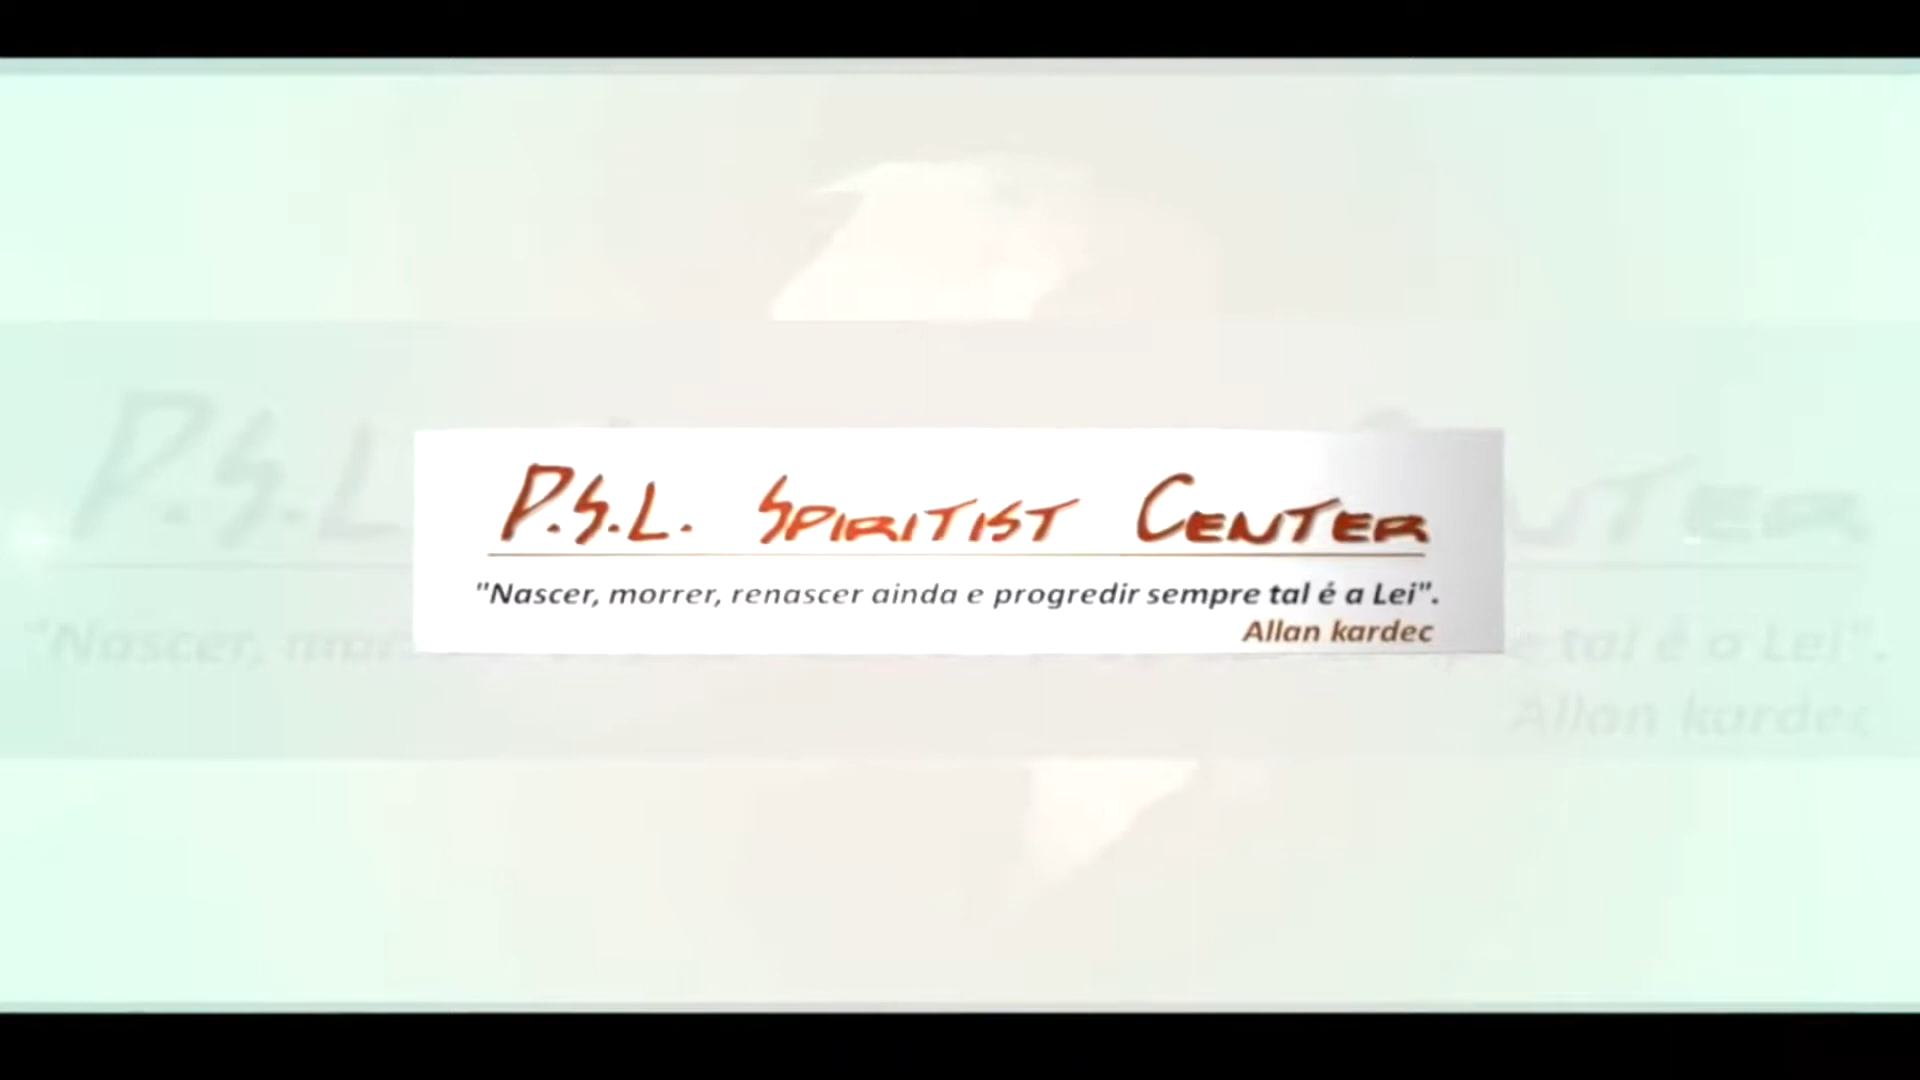 P.S.L. SPIRITIST CENTER
"Nascer, morrer, renascer ainda e progredir sempre tal é a Lei".
Allan kardec